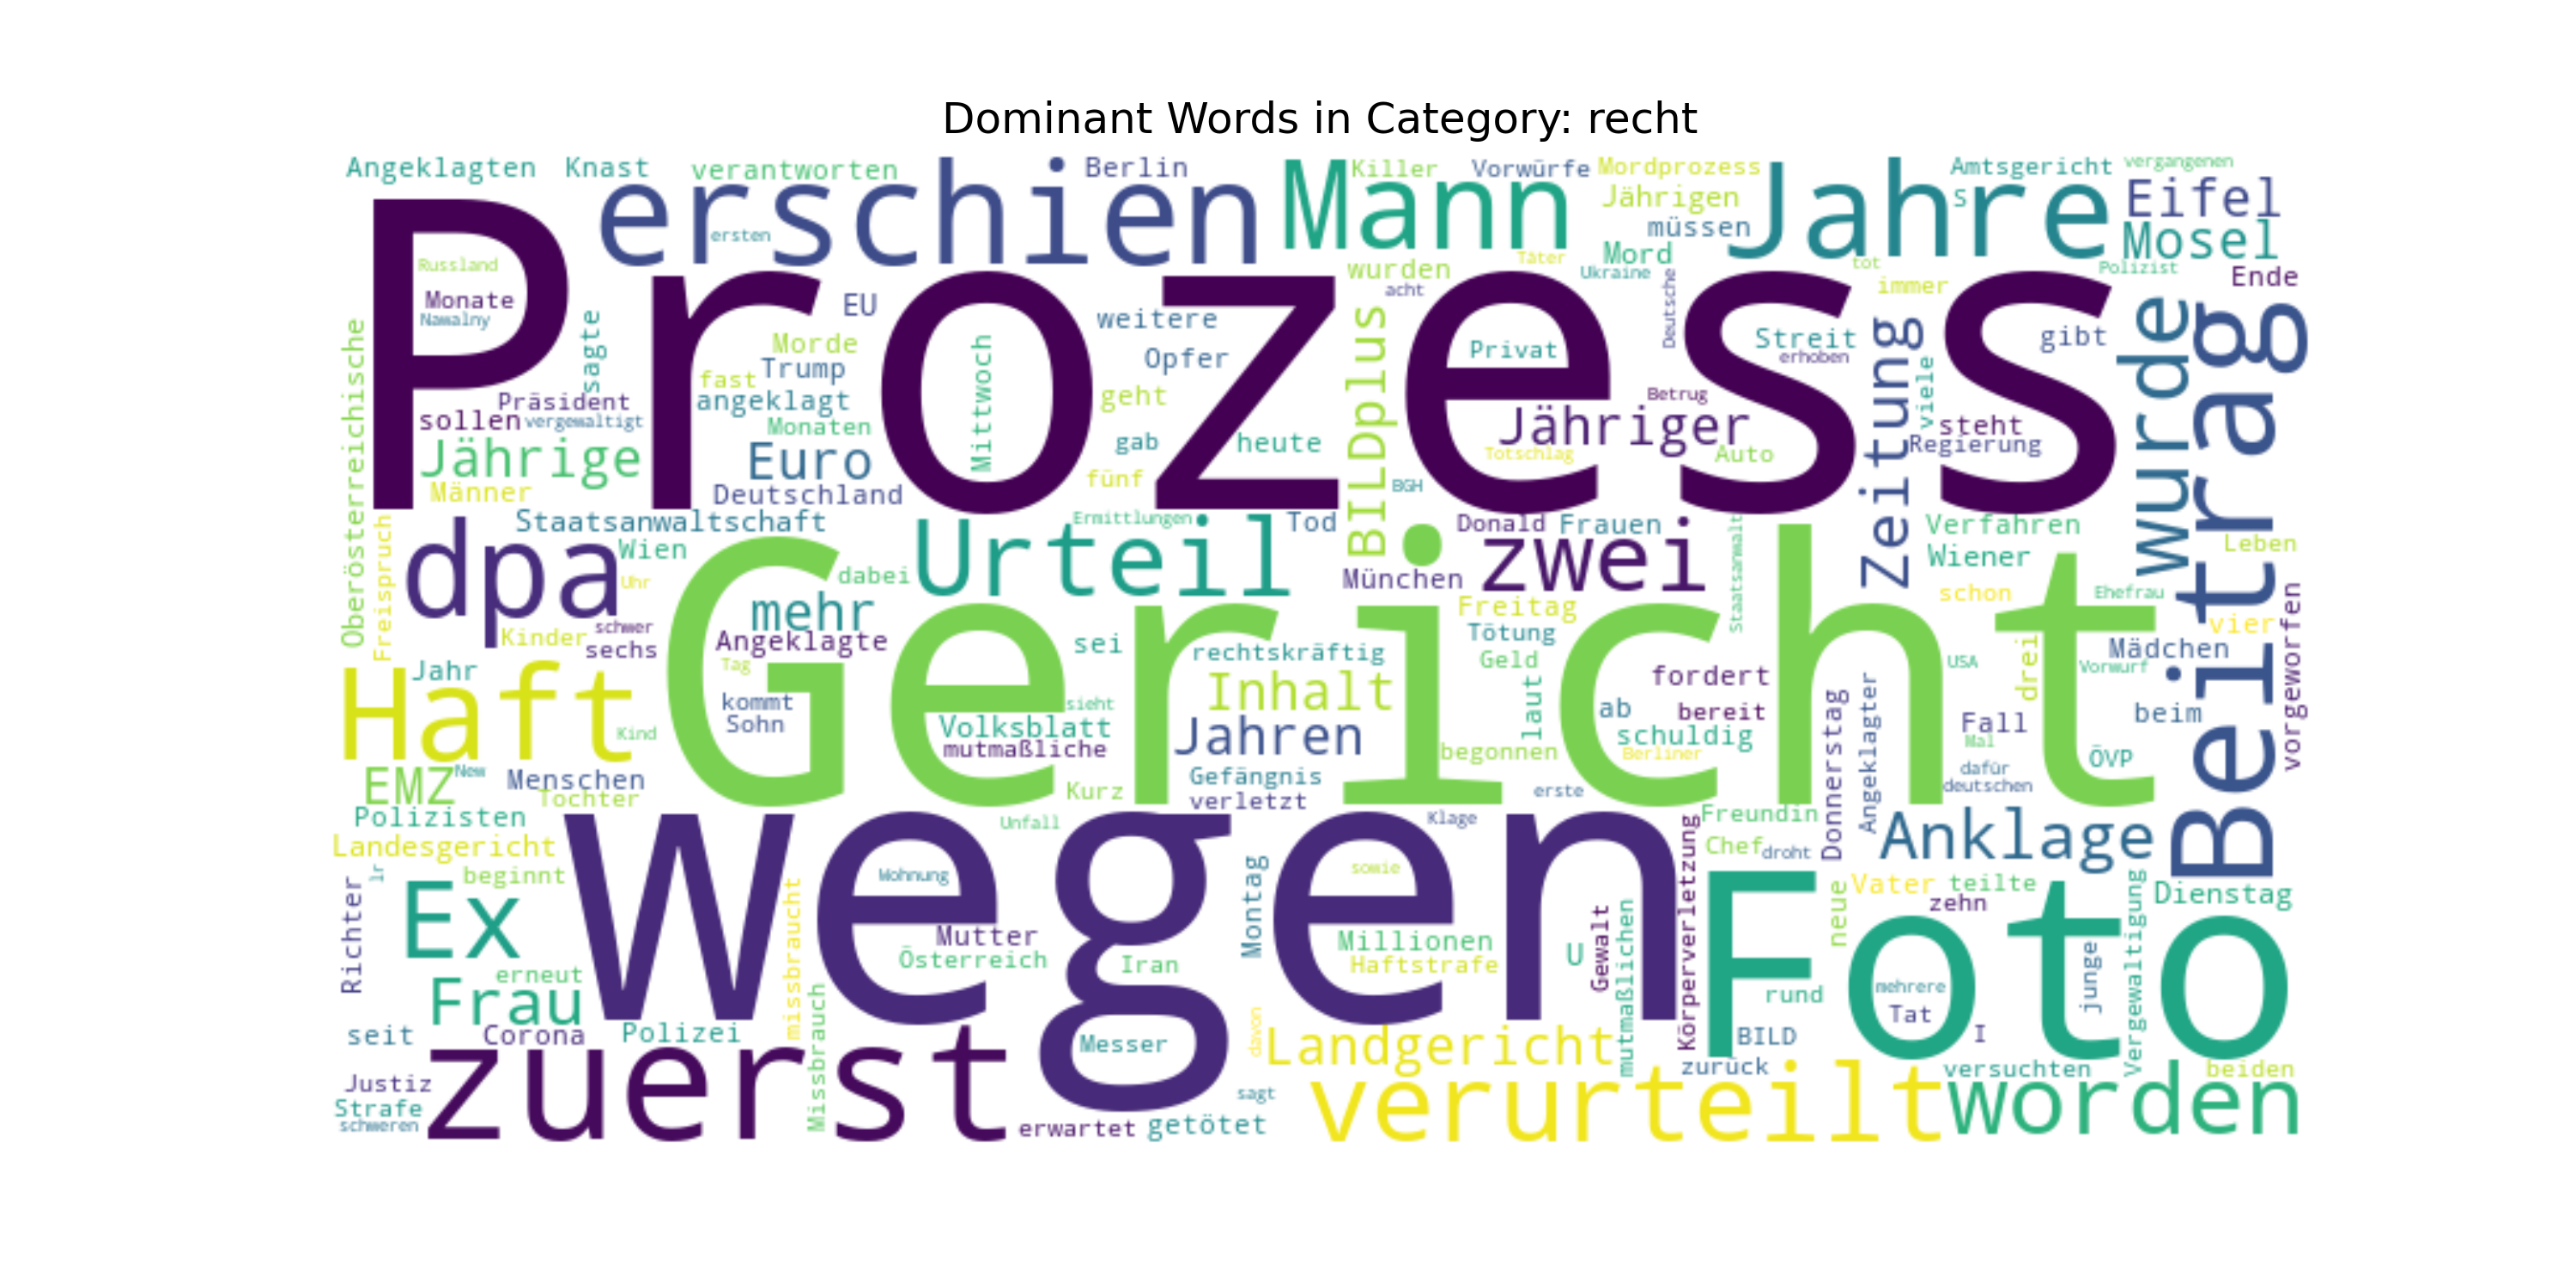 Dominant Words in Category: recht
Angeklagten Knast verantworten Berlin Killer Vorwürfe Mordprozess Amtsgericht vergangenen
erschien Mann Jährigen Jahre S Eifel
ersten müssen Mosel
Prozess
Russland wurden Täter Mord Ukraine tot Polizist Ende
Monate EU acht Deutsche immer
Nawalny sagte weitere Streit gibt
Oberösterreichische Morde Mittwoch Opfer BILDplus Privat erhoben Zeitung viele wurde Beitrag
fast Trump geht Betrug
Präsident angeklagt Jähriger steht
sollen vergewaltigt Monaten gab heute Regierung
Jährige Euro fünf Totschlag Auto
Männer Deutschland BGH
dpa Staatsanwaltschaft Urteil Ermittlungen Tod Donald Frauen Verfahren
Freispruch Wien zwei Staatsanwalt Wiener Leben
Uhr dabei München
Gericht
mehr Freitag schon Ehefrau
Kinder schwer Tötung vier vorgeworfen
sechs Angeklagte sei rechtskräftig Geld drei Mädchen
Haft Jahr Tag Inhalt fordert USA Vorwurf
kommt sieht laut ab bereit Donnerstag Angeklagter Fall beim
Kind Sohn Volksblatt Jahren schuldig Mal
mutmaßliche begonnen Berliner ÖVP
EMZ New Menschen Gefängnis dafür
Tochter Kurz verletzt erste deutschen
Polizisten Unfall Klage Freundin
Wegen
Landesgericht Chef droht Anklage
Richter lr beginnt Wohnung Montag sowie Körperverletzung neue Vater teilte Dienstag
Ex missbraucht zehn Vergewaltigung
Foto
Mutter Millionen U Gewalt mutmaßlichen junge
erneut Österreich Iran Haftstrafe mehrere
Frau rund Tat
seit Corona Polizei Missbrauch Messer davon Landgericht BILD I
zuerst zurück versuchten beiden
Justiz sagt verurteilt worden
Strafe
schweren erwartet getötet